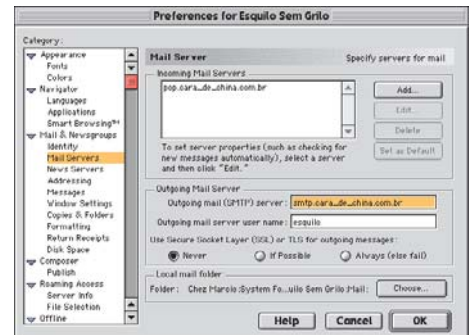 Preferences for Esquilo Sem Grilo
Category:
Appearance
Fonts
Colors
Navigator
Languages
Applications
Smart Browsing™
Mail & Newsgroups
Identity
Mail Servers
News Servers
Addressing
Messages
Window Settings
Copies & Folders
Formatting
Return Receipts
Disk Space
Composer
Publish
Roaming Access
Server Info
File Selection
Offline
Mail Server
Specify servers for mail
Incoming Mail Servers
pop.cara_de_china.com.br
Add...
Edit...
Delete
Set as Default
To set server properties (such as checking for
new messages automatically), select a server
and then click "Edit."
Outgoing Mail Server
Outgoing mail (SMTP) server: smtp.cara_de_china.com.br
Outgoing mail server user name: esquilo
Use Secure Socket Layer (SSL) or TLS for outgoing messages:
Never
If Possible
Always (else fail)
Local mail folder
Folder: Chez Marcio:System Fo...uilo Sem Grilo:Mail:
Choose...
Help
Cancel
OK